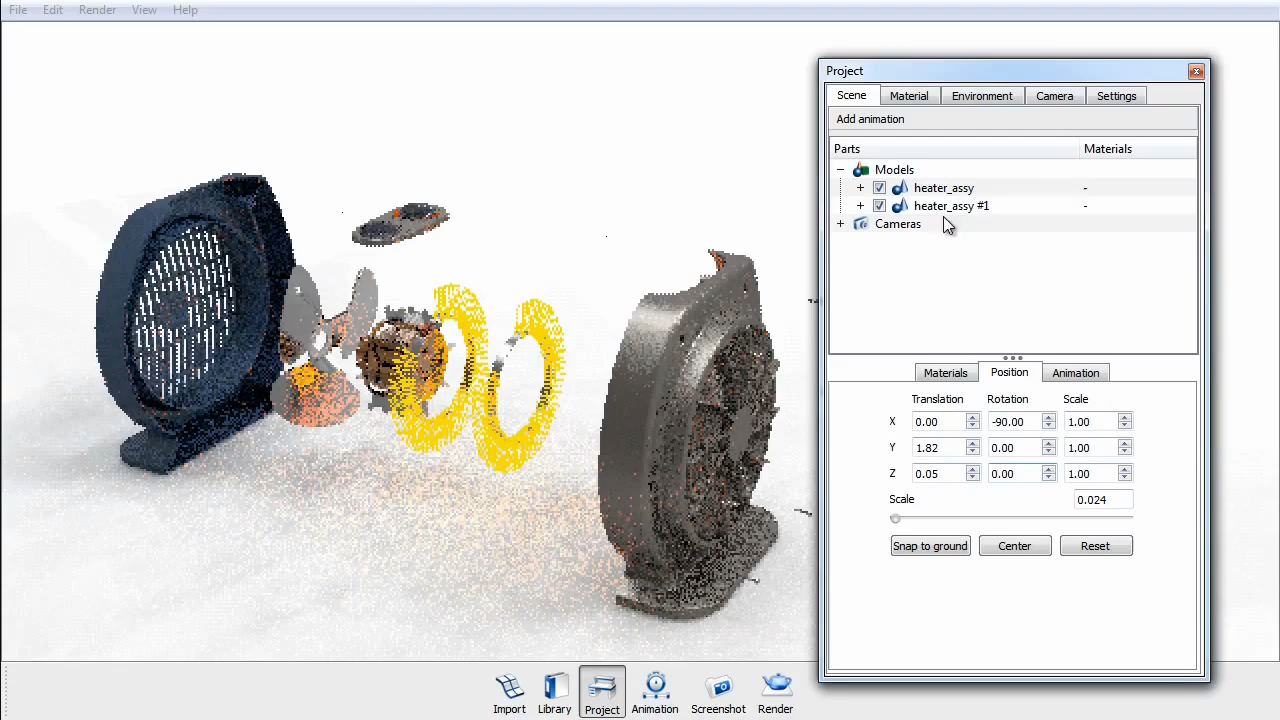 File Edit Render View Help
Project
Scene Material Environment Camera Settings
Add animation
Parts Materials
Models
heater_assy -
heater_assy #1 -
Cameras
Materials Position Animation
Translation Rotation Scale
X 0.00 -90.00 1.00
Y 1.82 0.00 1.00
Z 0.05 0.00 1.00
Scale 0.024
Snap to ground Center Reset
Import Library Project Animation Screenshot Render